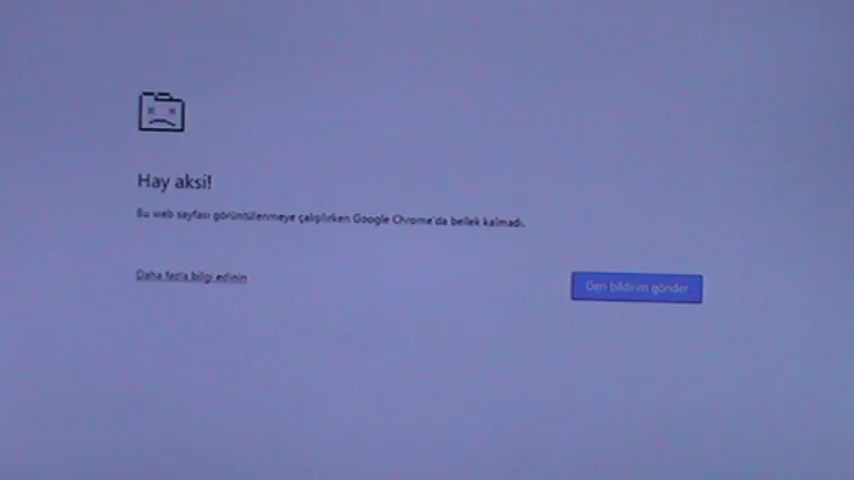 Hay aksi!
Bu web sayfası görüntülenmeye çalışılırken Google Chrome'da bellek kalmadı.
Daha fazla bilgi edinin
Geri bildirim gönder